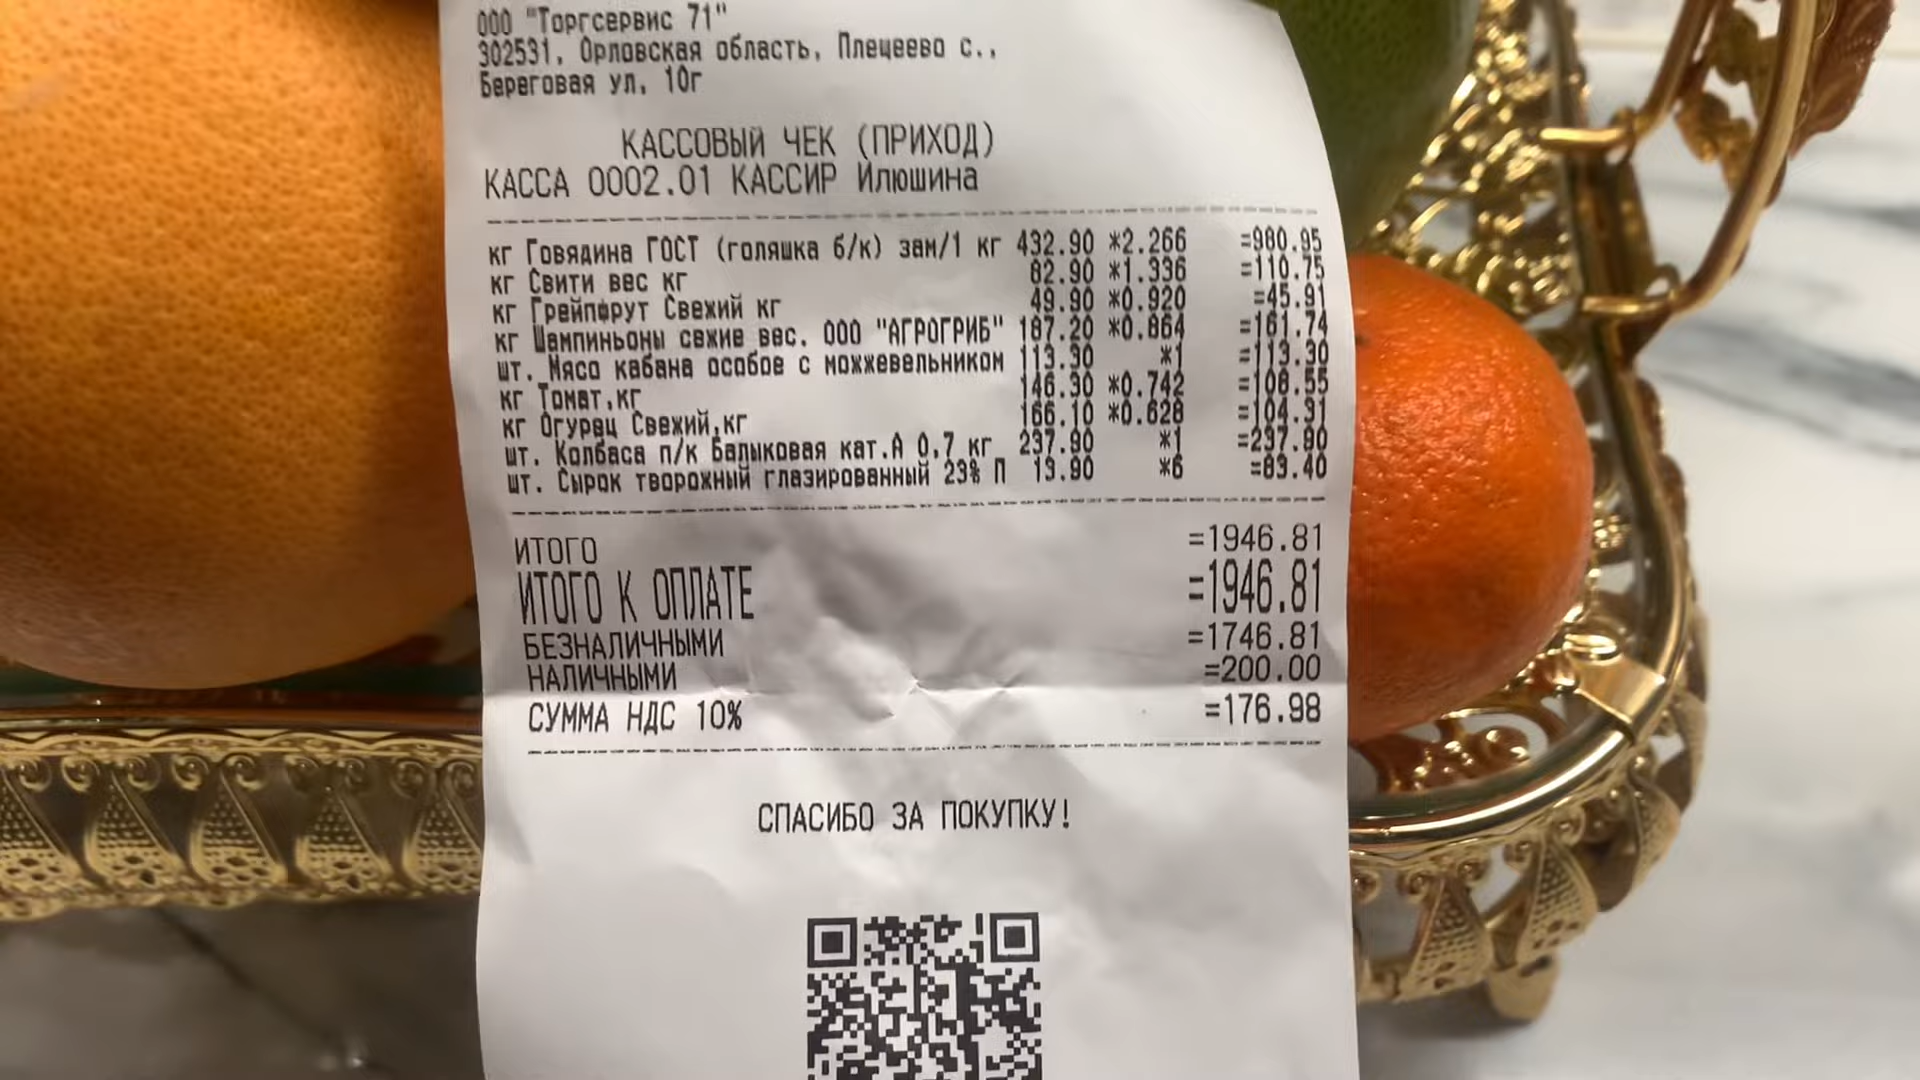 ООО "Торгсервис 71"
302531, Орловская область, Плещеево с.,
Береговая ул, 10г
КАССОВЫЙ ЧЕК (ПРИХОД)
КАССА 0002.01 КАССИР Илюшина
кг Говядина ГОСТ (голяшка б/к) зам/1 кг 432.90 *2.266 =980.95
кг Свити вес кг 82.90 *1.336 =110.75
кг Грейпфрут Свежий кг 49.90 *0.920 =45.91
кг Шампиньоны свжие вес. ООО "АГРОГРИБ" 187.20 *0.864 =161.74
шт. Мясо кабана особое с можжевельником 113.30 *1 =113.30
кг Томат,кг 146.30 *0.742 =108.55
кг Огурец Свежий,кг 166.10 *0.628 =104.31
шт. Колбаса п/к Балыковая кат.А 0,7 кг 237.90 *1 =237.90
шт. Сырок творожный глазированный 23% П 13.90 *6 =83.40
ИТОГО =1946.81
ИТОГО К ОПЛАТЕ =1946.81
БЕЗНАЛИЧНЫМИ =1746.81
НАЛИЧНЫМИ =200.00
СУММА НДС 10% =176.98
СПАСИБО ЗА ПОКУПКУ!